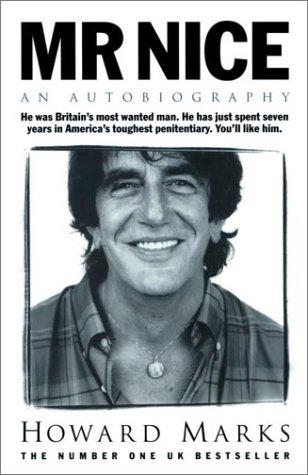 MR NICE
AN AUTOBIOGRAPHY
He was Britain's most wanted man. He has just spent seven
years in America's toughest penitentiary. You'll like him.
HOWARD MARKS
THE NUMBER ONE UK BESTSELLER